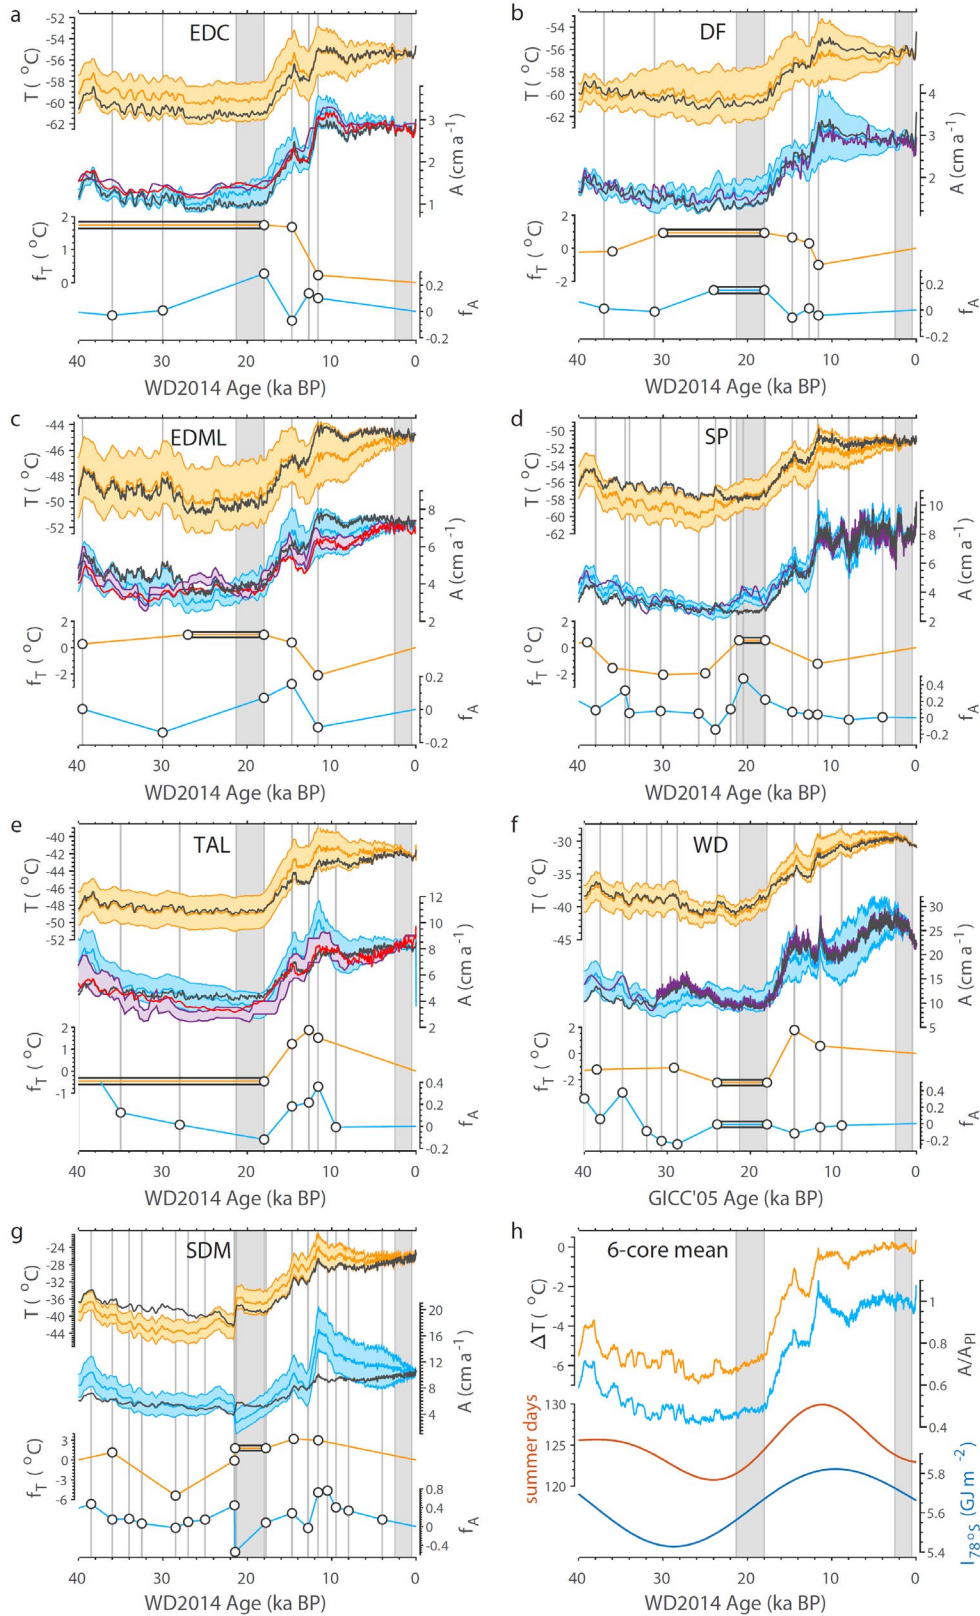 a
EDC
T (°C)
-52
-54
-56
-58
-60
-62
3
2
1
A (cm a⁻¹)
2
1
0
f_T (°C)
0.2
0
-0.2
f_A
40 30 20 10 0
WD2014 Age (ka BP)
b
DF
T (°C)
-54
-56
-58
-60
-62
4
3
2
A (cm a⁻¹)
2
0
-2
f_T (°C)
0.2
0
-0.2
f_A
40 30 20 10 0
WD2014 Age (ka BP)
c
EDML
T (°C)
-44
-46
-48
-50
-52
8
6
4
2
A (cm a⁻¹)
2
0
-2
f_T (°C)
0.2
0
-0.2
f_A
40 30 20 10 0
WD2014 Age (ka BP)
d
SP
T (°C)
-50
-52
-54
-56
-58
-60
-62
10
8
6
4
2
A (cm a⁻¹)
2
0
-2
f_T (°C)
0.4
0.2
0
-0.2
f_A
40 30 20 10 0
WD2014 Age (ka BP)
e
TAL
T (°C)
-40
-42
-44
-46
-48
-50
-52
12
10
8
6
4
2
A (cm a⁻¹)
2
1
0
-1
f_T (°C)
0.4
0.2
0
-0.2
f_A
40 30 20 10 0
WD2014 Age (ka BP)
f
WD
T (°C)
-30
-35
-40
-45
30
25
20
15
10
5
A (cm a⁻¹)
2
0
-2
f_T (°C)
0.4
0.2
0
-0.2
f_A
40 30 20 10 0
GICC'05 Age (ka BP)
g
SDM
T (°C)
-24
-28
-32
-36
-40
-44
20
16
12
8
4
A (cm a⁻¹)
3
0
-3
-6
f_T (°C)
0.8
0.4
0
-0.4
f_A
40 30 20 10 0
WD2014 Age (ka BP)
h
6-core mean
ΔT (°C)
0
-2
-4
-6
1
0.8
0.6
0.4
A/A_PI
summer days
130
125
120
5.8
5.6
5.4
I_78°S (GJ m⁻²)
40 30 20 10 0
WD2014 Age (ka BP)